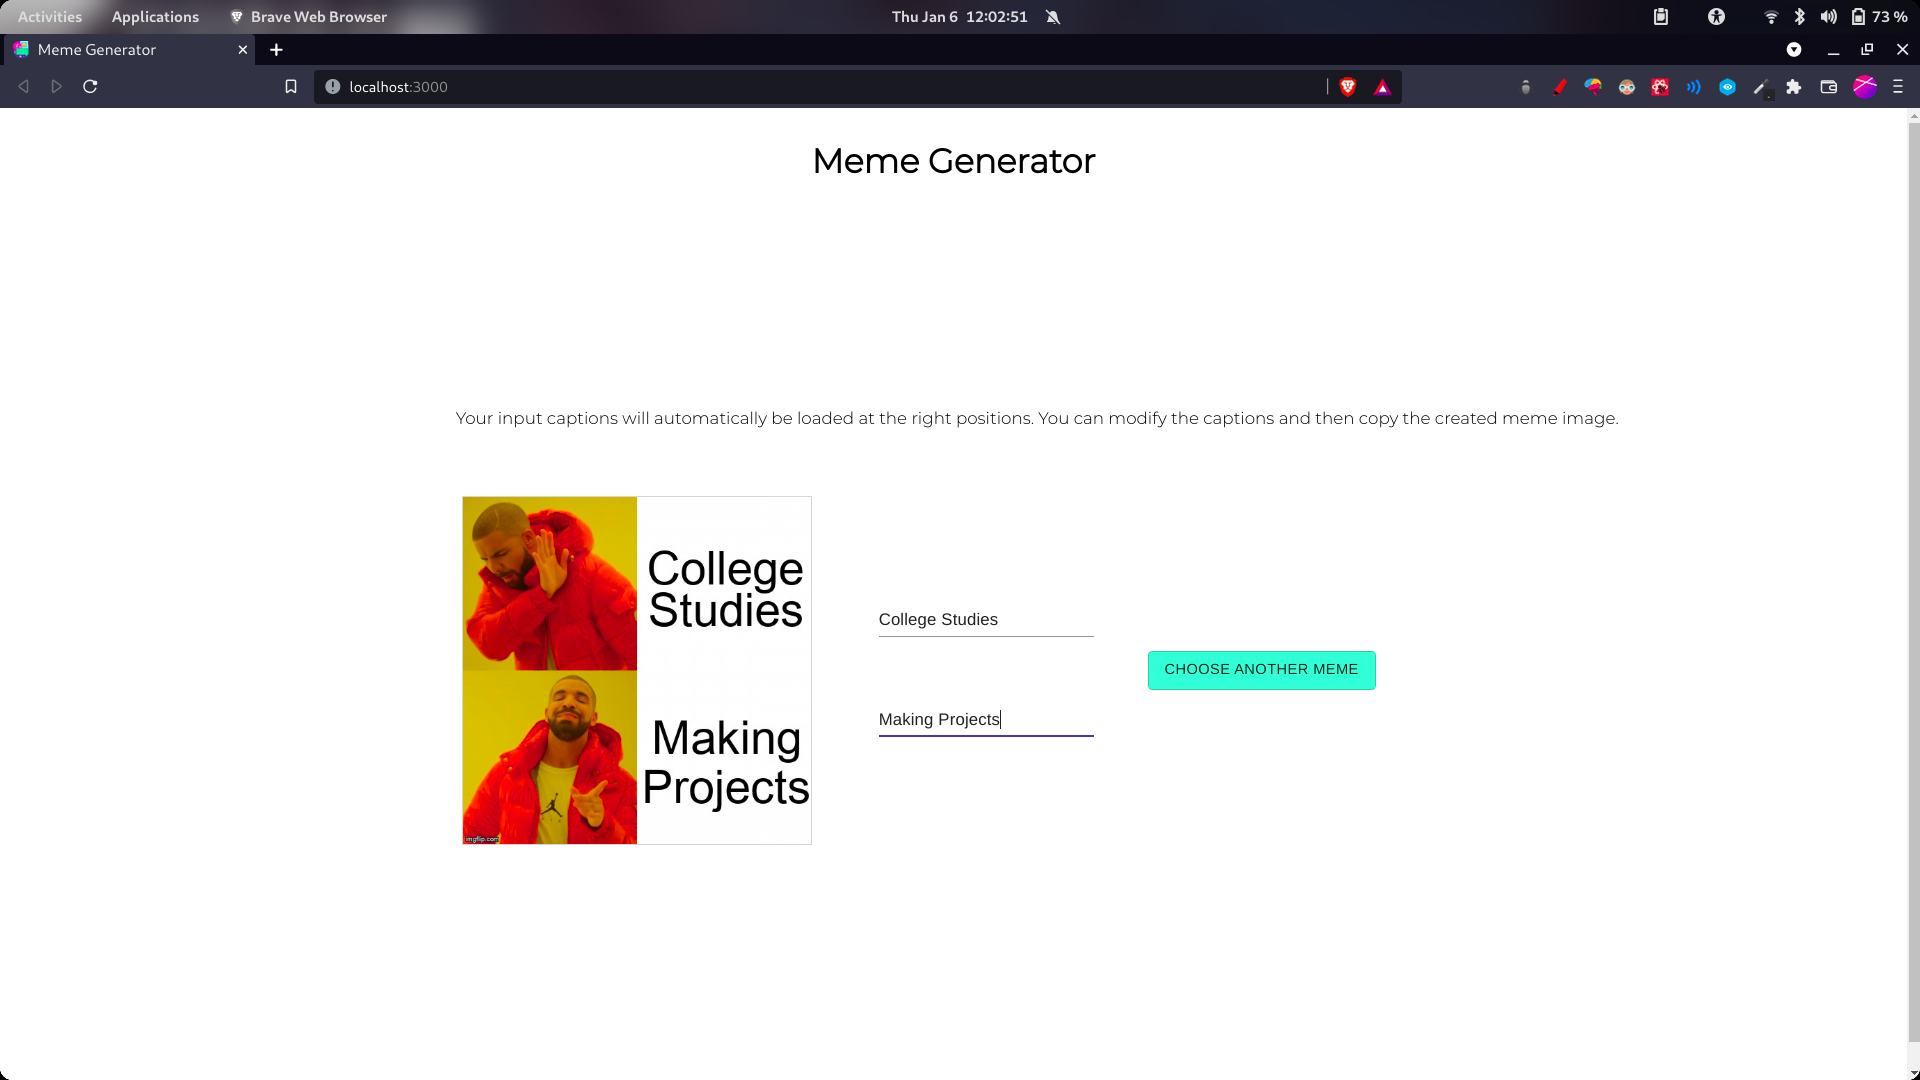 Activities Applications Brave Web Browser Thu Jan 6 12:02:51 73 %
Meme Generator
localhost:3000
Meme Generator
Your input captions will automatically be loaded at the right positions. You can modify the captions and then copy the created meme image.
College
Studies
Making
Projects
imgflip.com
College Studies
Making Projects
CHOOSE ANOTHER MEME